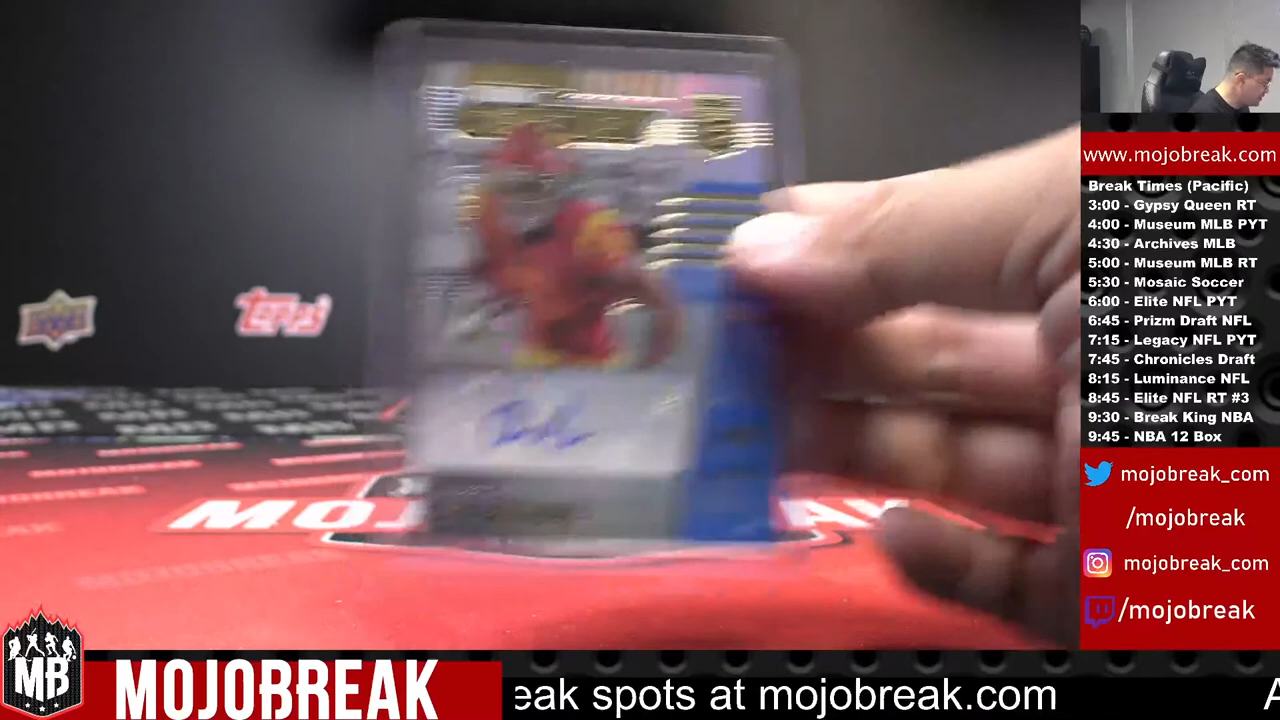 www.mojobreak.com
Break Times (Pacific)
3:00 - Gypsy Queen RT
4:00 - Museum MLB PYT
4:30 - Archives MLB
5:00 - Museum MLB RT
5:30 - Mosaic Soccer
6:00 - Elite NFL PYT
6:45 - Prizm Draft NFL
7:15 - Legacy NFL PYT
7:45 - Chronicles Draft
8:15 - Luminance NFL
8:45 - Elite NFL RT #3
9:30 - Break King NBA
9:45 - NBA 12 Box
mojobreak_com
/mojobreak
mojobreak_com
/mojobreak
Topps
MO
AK
MB
MOJOBREAK
eak spots at mojobreak.com
A